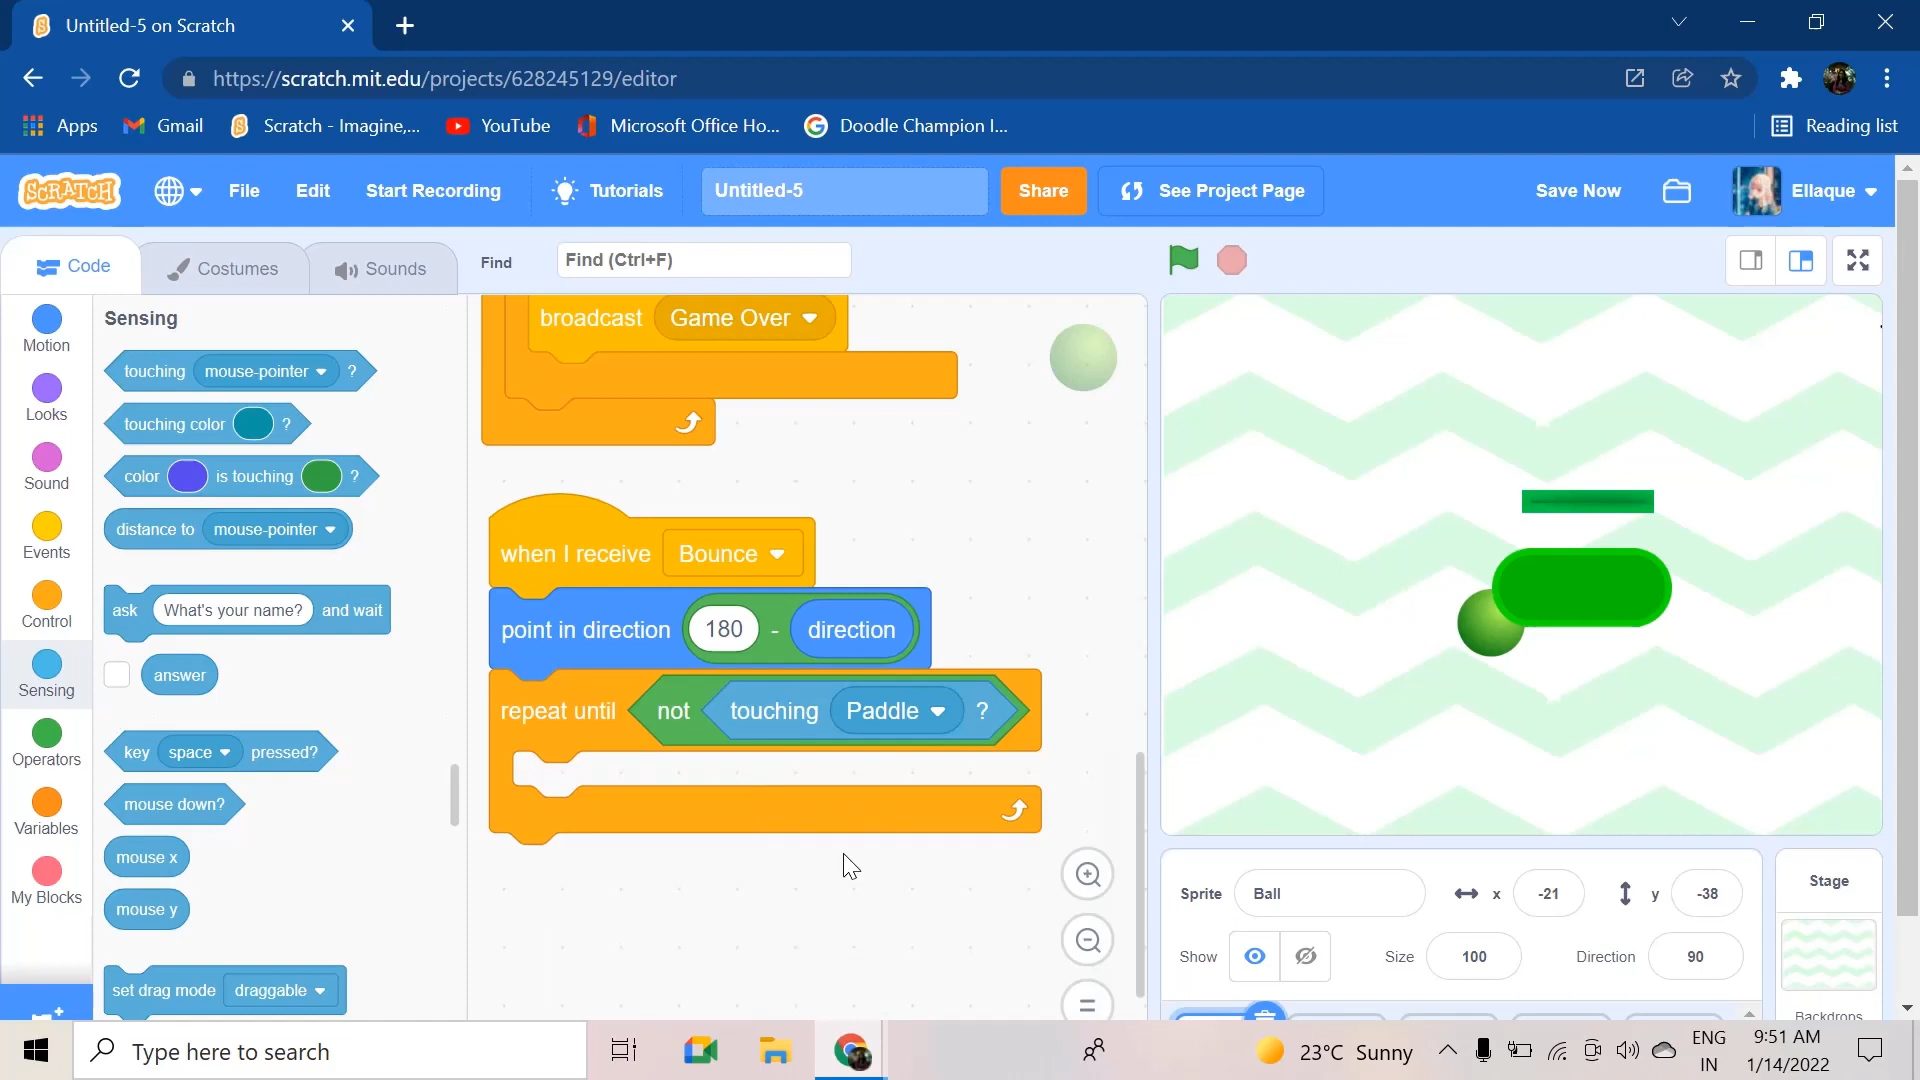 Untitled-5 on Scratch
https://scratch.mit.edu/projects/628245129/editor
Apps Gmail Scratch - Imagine,... YouTube Microsoft Office Ho... Doodle Champion I... Reading list
SCRATCH File Edit Start Recording Tutorials Untitled-5 Share See Project Page Save Now Ellaque
Code Costumes Sounds Find Find (Ctrl+F)
Motion
Looks
Sound
Events
Control
Sensing
Operators
Variables
My Blocks
Sensing
touching mouse-pointer ?
touching color ?
color is touching ?
distance to mouse-pointer
ask What's your name? and wait
answer
key space pressed?
mouse down?
mouse x
mouse y
set drag mode draggable
broadcast Game Over
when I receive Bounce
point in direction 180 - direction
repeat until not touching Paddle ?
Sprite Ball x -21 y -38
Show Size 100 Direction 90
Stage
Backdrops
Type here to search
23°C Sunny
ENG
IN
9:51 AM
1/14/2022